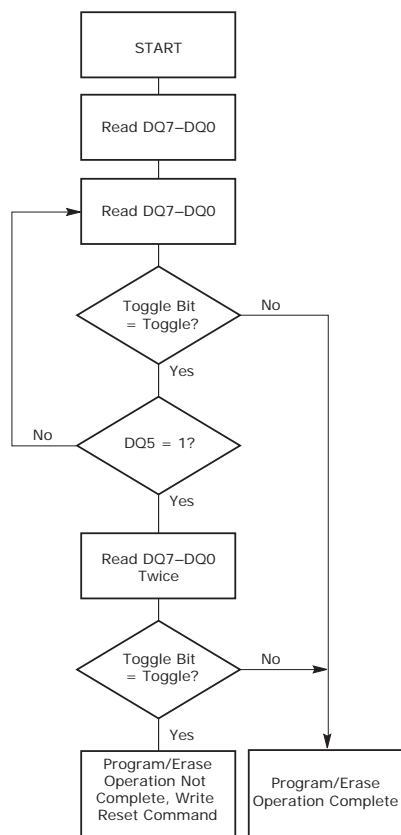 START
Read DQ7–DQ0
Read DQ7–DQ0
Toggle Bit
= Toggle?
No
Yes
No
DQ5 = 1?
Yes
Read DQ7–DQ0
Twice
Toggle Bit
= Toggle?
No
Yes
Program/Erase
Operation Not
Complete, Write
Reset Command
Program/Erase
Operation Complete